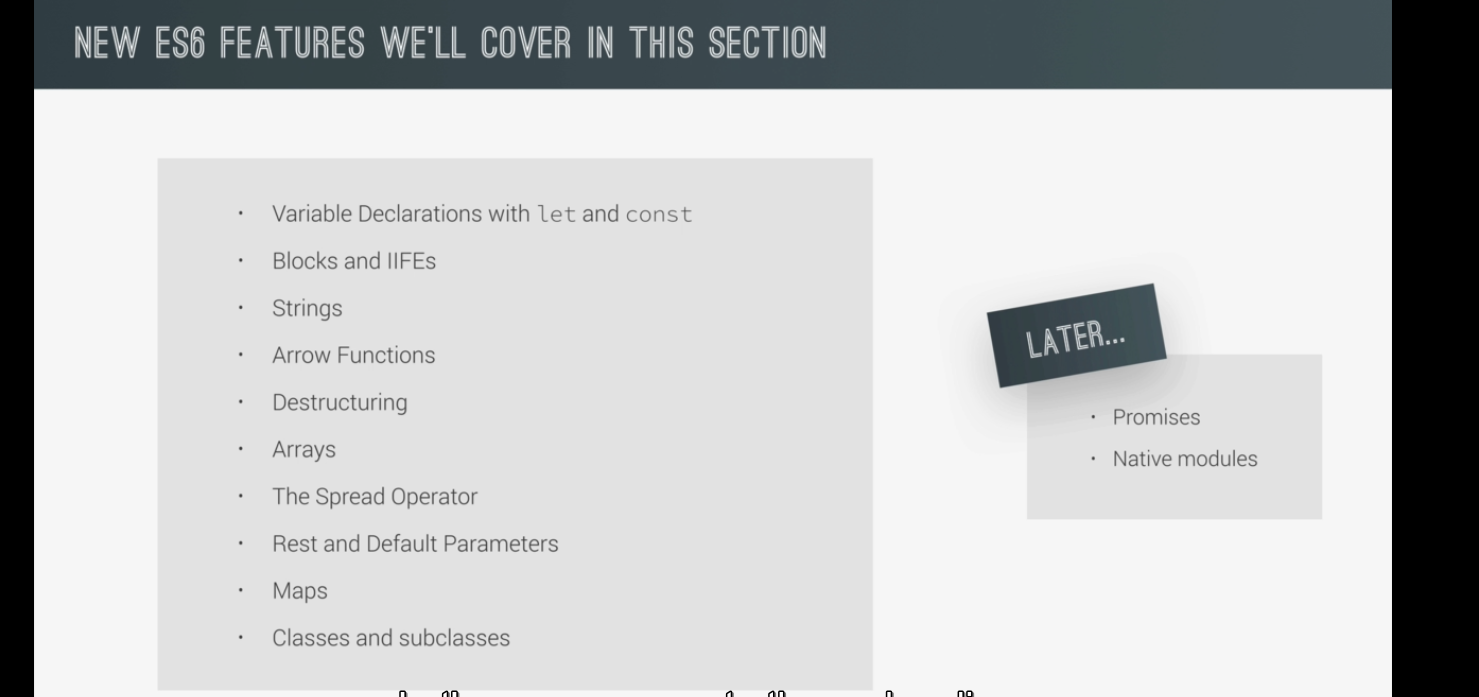 NEW ES6 FEATURES WE'LL COVER IN THIS SECTION
Variable Declarations with let and const
Blocks and IIFEs
Strings
Arrow Functions
Destructuring
Arrays
The Spread Operator
Rest and Default Parameters
Maps
Classes and subclasses
LATER...
Promises
Native modules